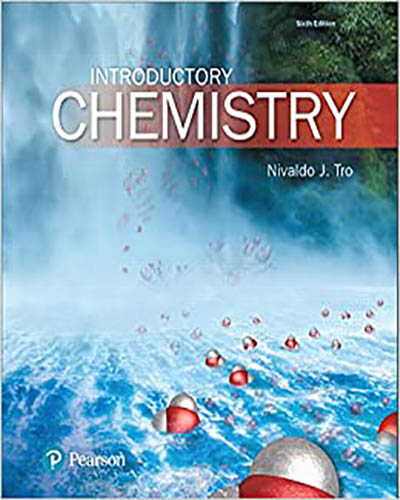 Sixth Edition
INTRODUCTORY
CHEMISTRY
Nivaldo J. Tro
Pearson